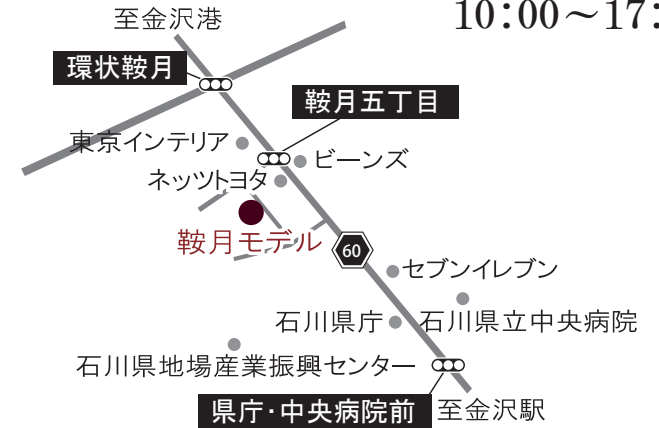 至金沢港
10:00～17:
環状鞍月
鞍月五丁目
東京インテリア
ビーンズ
ネッツトヨタ
鞍月モデル
60
セブンイレブン
石川県庁
石川県立中央病院
石川県地場産業振興センター
県庁・中央病院前
至金沢駅